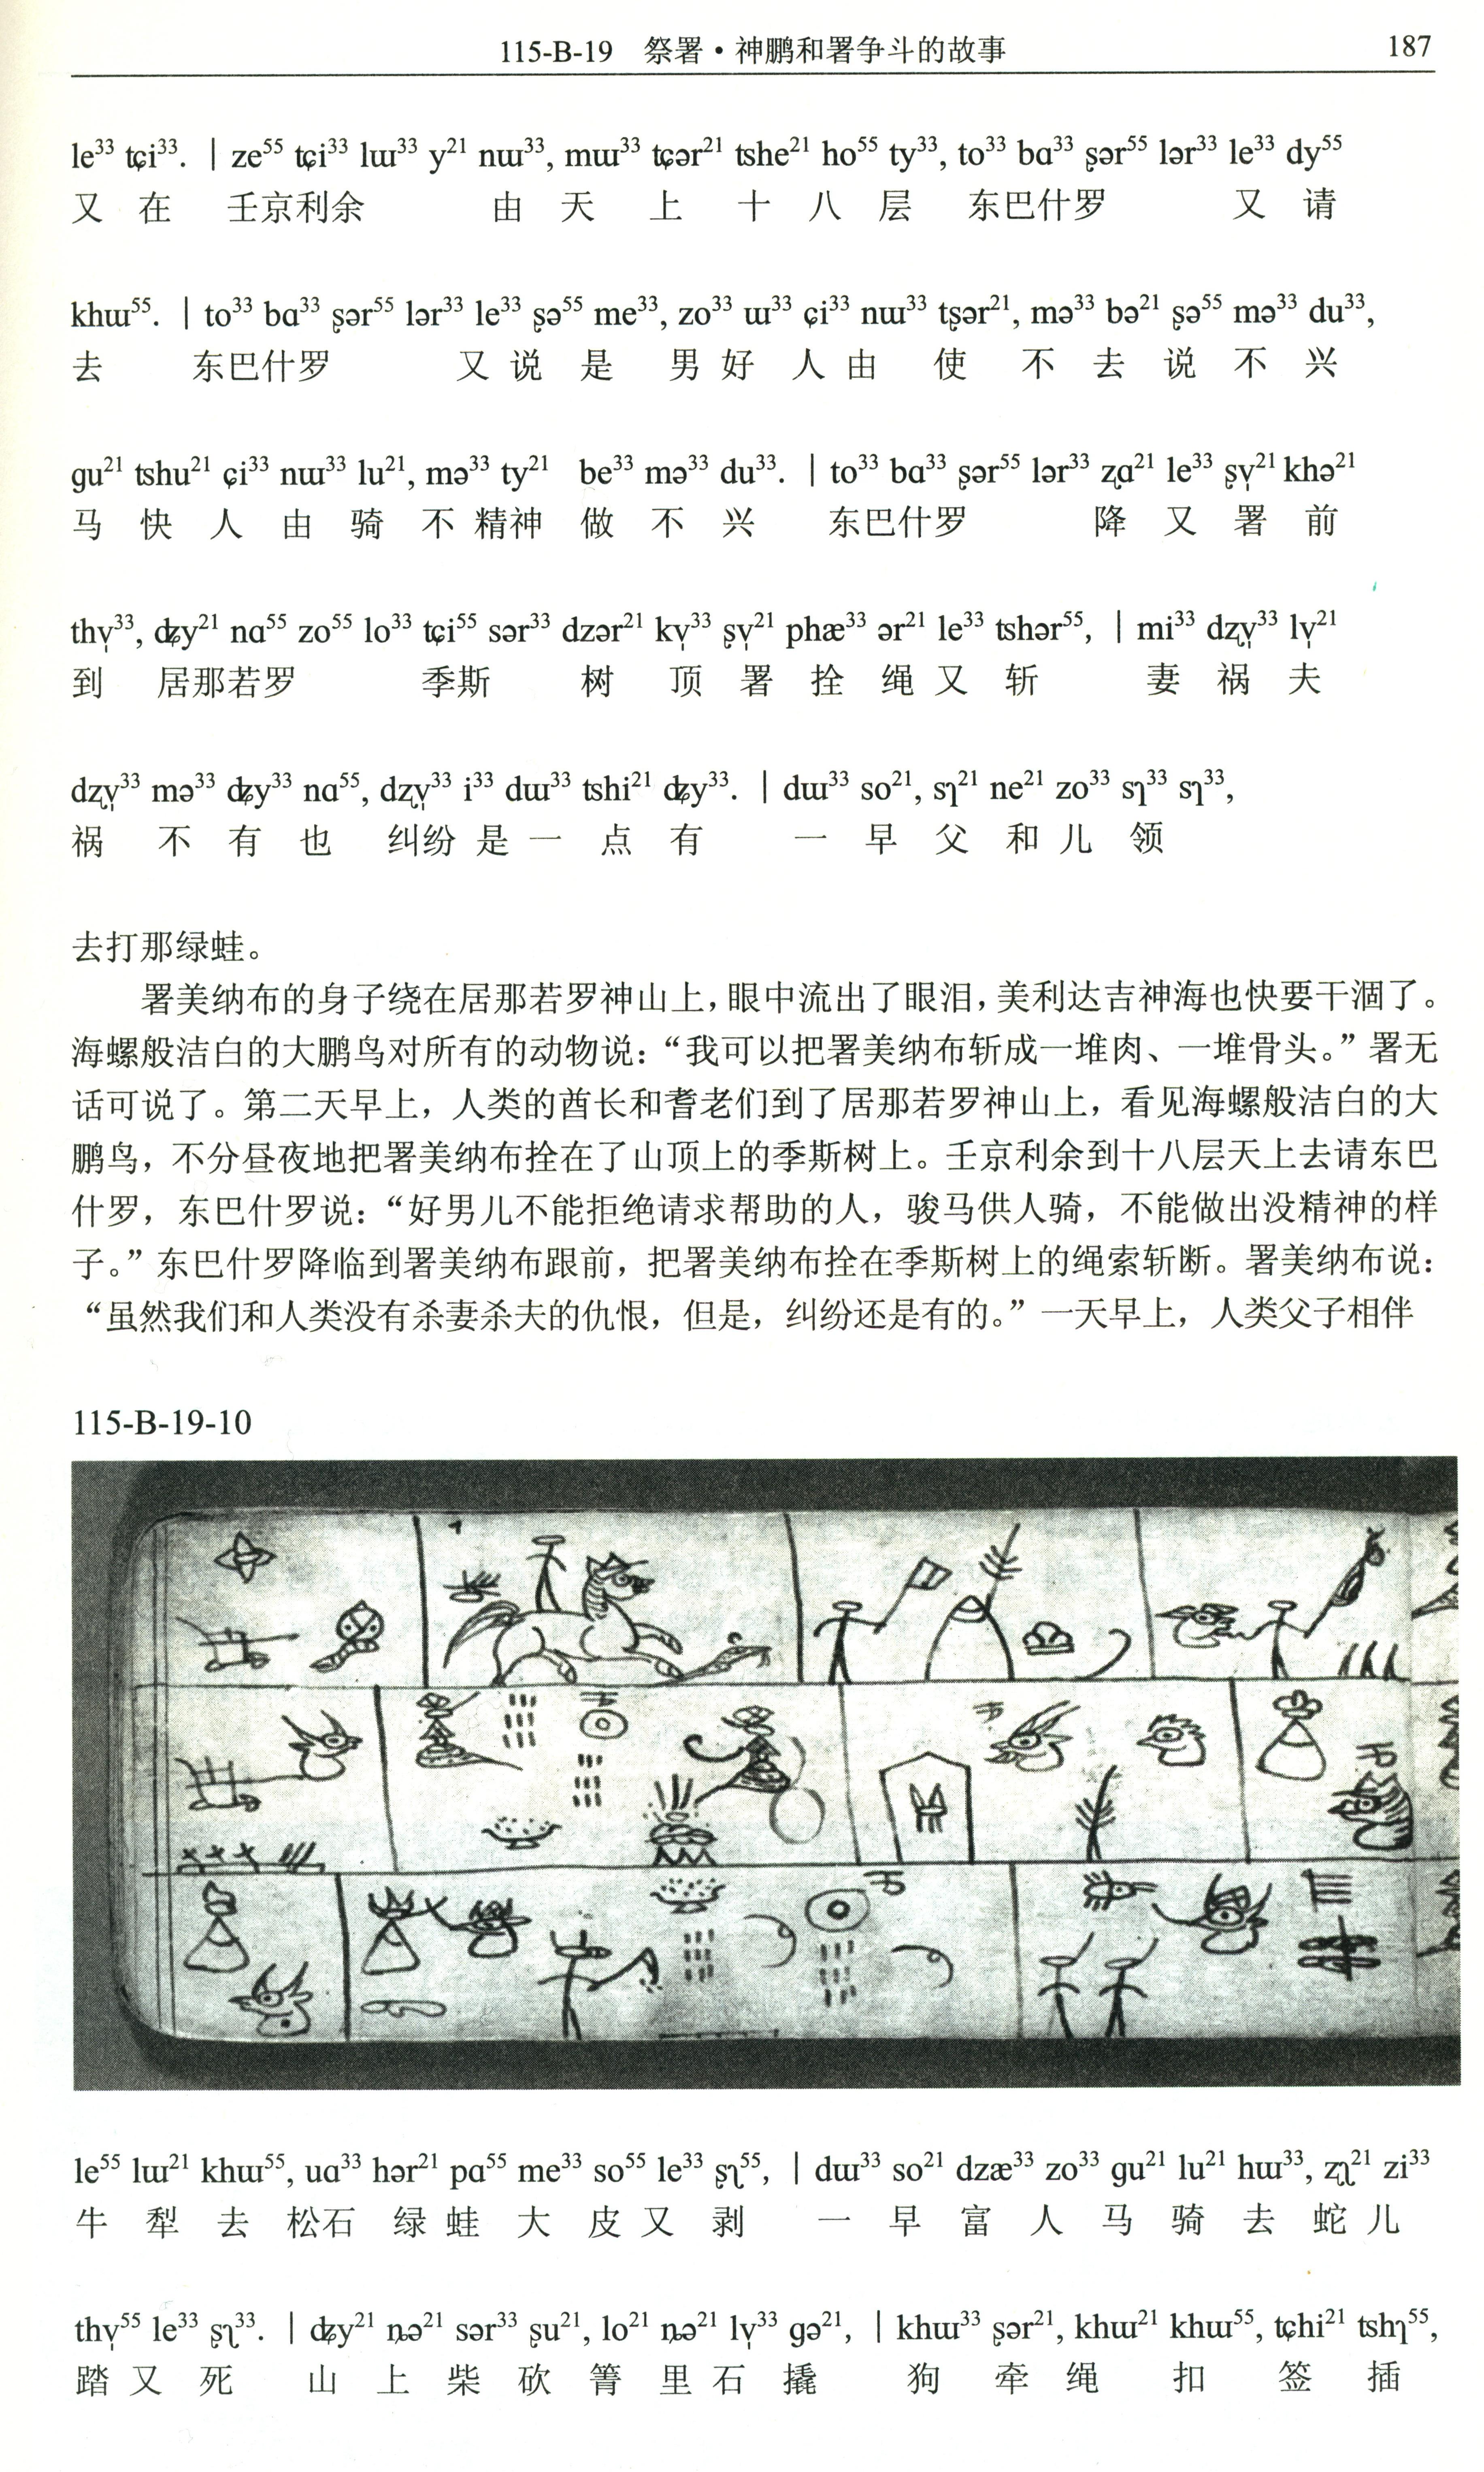 115-B-19 祭署·神鹏和署争斗的故事 187
le³³ tɕi³³. | ze⁵⁵ tɕi³³ lɯ³³ y²¹ nɯ³³, mɯ³³ tɕər²¹ tshe²¹ ho⁵⁵ ty³³, to³³ bɑ³³ ʂər⁵⁵ lər³³ le³³ dy⁵⁵
又 在 壬京利余 由 天 上 十 八 层 东巴什罗 又 请
khɯ⁵⁵. | to³³ bɑ³³ ʂər⁵⁵ lər³³ le³³ ʂə⁵⁵ me³³, zo³³ ɯ³³ ɕi³³ nɯ³³ tʂər²¹, mə³³ bə²¹ ʂə⁵⁵ mə³³ du³³,
去 东巴什罗 又 说 是 男 好 人 由 使 不 去 说 不 兴
gu²¹ tshu²¹ ɕi³³ nɯ³³ lu²¹, mə³³ ty²¹ be³³ mə³³ du³³. | to³³ bɑ³³ ʂər⁵⁵ lər³³ ʐɑ²¹ le³³ ʂv̩²¹ khə²¹
马 快 人 由 骑 不 精神 做 不 兴 东巴什罗 降 又 署 前
thv̩³³, dʑy²¹ nɑ⁵⁵ zo⁵⁵ lo³³ tɕi⁵⁵ sər³³ dzər²¹ kv̩³³ ʂv̩²¹ phæ³³ ər²¹ le³³ tshər⁵⁵, | mi³³ dʐv̩³³ lv̩²¹
到 居那若罗 季斯 树 顶 署 拴 绳 又 斩 妻 祸 夫
dʐv̩³³ mə³³ dʑy³³ nɑ⁵⁵, dʐv̩³³ i³³ dɯ³³ tshi²¹ dʑy³³. | dɯ³³ so²¹, sɿ²¹ ne²¹ zo³³ sɿ³³ sɿ³³,
祸 不 有 也 纠纷 是 一 点 有 一 早 父 和 儿 领
去打那绿蛙。
署美纳布的身子绕在居那若罗神山上，眼中流出了眼泪，美利达吉神海也快要干涸了。
海螺般洁白的大鹏鸟对所有的动物说：“我可以把署美纳布斩成一堆肉、一堆骨头。”署无
话可说了。第二天早上，人类的酋长和耆老们到了居那若罗神山上，看见海螺般洁白的大
鹏鸟，不分昼夜地把署美纳布拴在了山顶上的季斯树上。壬京利余到十八层天上去请东巴
什罗，东巴什罗说：“好男儿不能拒绝请求帮助的人，骏马供人骑，不能做出没精神的样
子。”东巴什罗降临到署美纳布跟前，把署美纳布拴在季斯树上的绳索斩断。署美纳布说：
“虽然我们和人类没有杀妻杀夫的仇恨，但是，纠纷还是有的。”一天早上，人类父子相伴
115-B-19-10
le⁵⁵ lɯ²¹ khɯ⁵⁵, uɑ³³ hər²¹ pɑ⁵⁵ me³³ so⁵⁵ le³³ ʂʅ⁵⁵, | dɯ³³ so²¹ dzæ³³ zo³³ gu²¹ lu²¹ hɯ³³, ʐʅ²¹ zi³³
牛 犁 去 松石 绿 蛙 大 皮 又 剥 一 早 富 人 马 骑 去 蛇 儿
thv̩⁵⁵ le³³ ʂʅ³³. | dʑy²¹ ȵə²¹ sər³³ ʂu²¹, lo²¹ ȵə²¹ lv̩³³ gə²¹, | khɯ³³ ʂər²¹, khɯ²¹ khɯ⁵⁵, tɕhi²¹ tshɿ⁵⁵,
踏 又 死 山 上 柴 砍 箐 里 石 撬 狗 牵 绳 扣 签 插